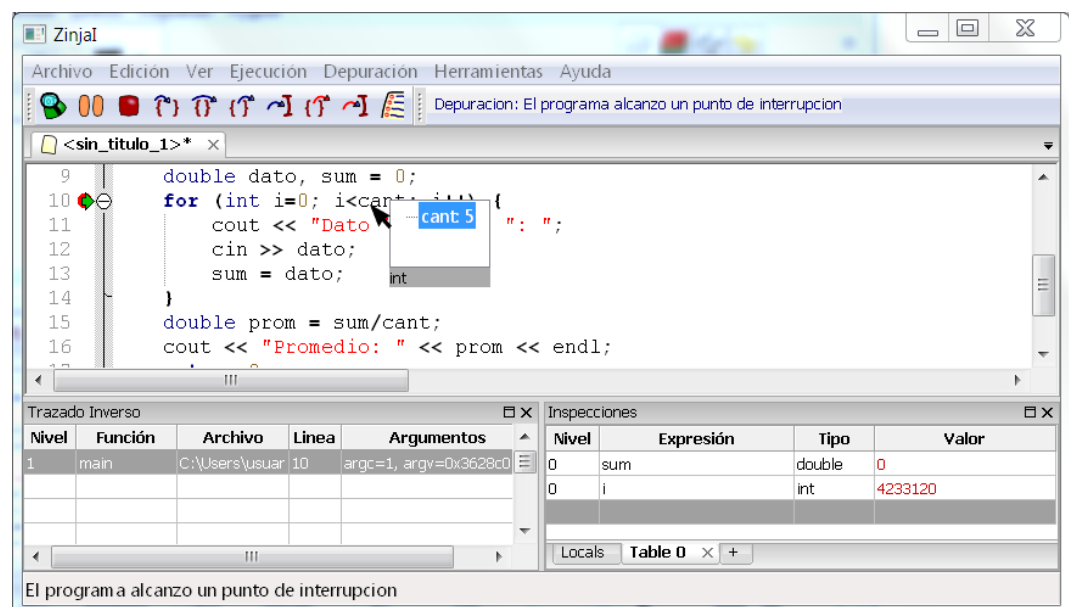 ZinjaI
Archivo Edición Ver Ejecución Depuración Herramientas Ayuda
Depuracion: El programa alcanzo un punto de interrupcion
<sin_titulo_1>*
9 double dato, sum = 0;
10 for (int i=0; i<cant; i++) {
11 cout << "Dato ": ";
cant: 5
12 cin >> dato;
13 sum = dato;
int
14 }
15 double prom = sum/cant;
16 cout << "Promedio: " << prom << endl;
Trazado Inverso
Nivel Función Archivo Linea Argumentos
1 main C:\Users\usuar 10 argc=1, argv=0x3628c0
Inspecciones
Nivel Expresión Tipo Valor
0 sum double 0
0 i int 4233120
Locals Table 0 +
El programa alcanzo un punto de interrupcion